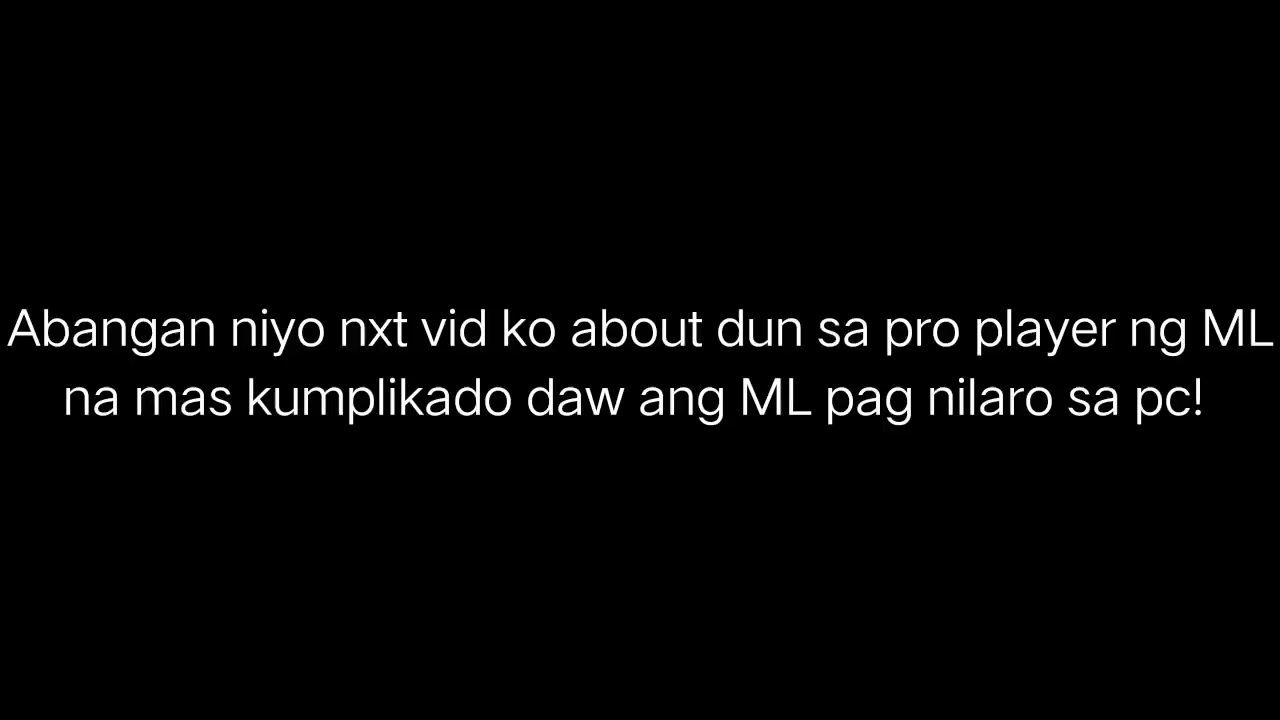 Abangan niyo nxt vid ko about dun sa pro player ng ML
na mas kumplikado daw ang ML pag nilaro sa pc!